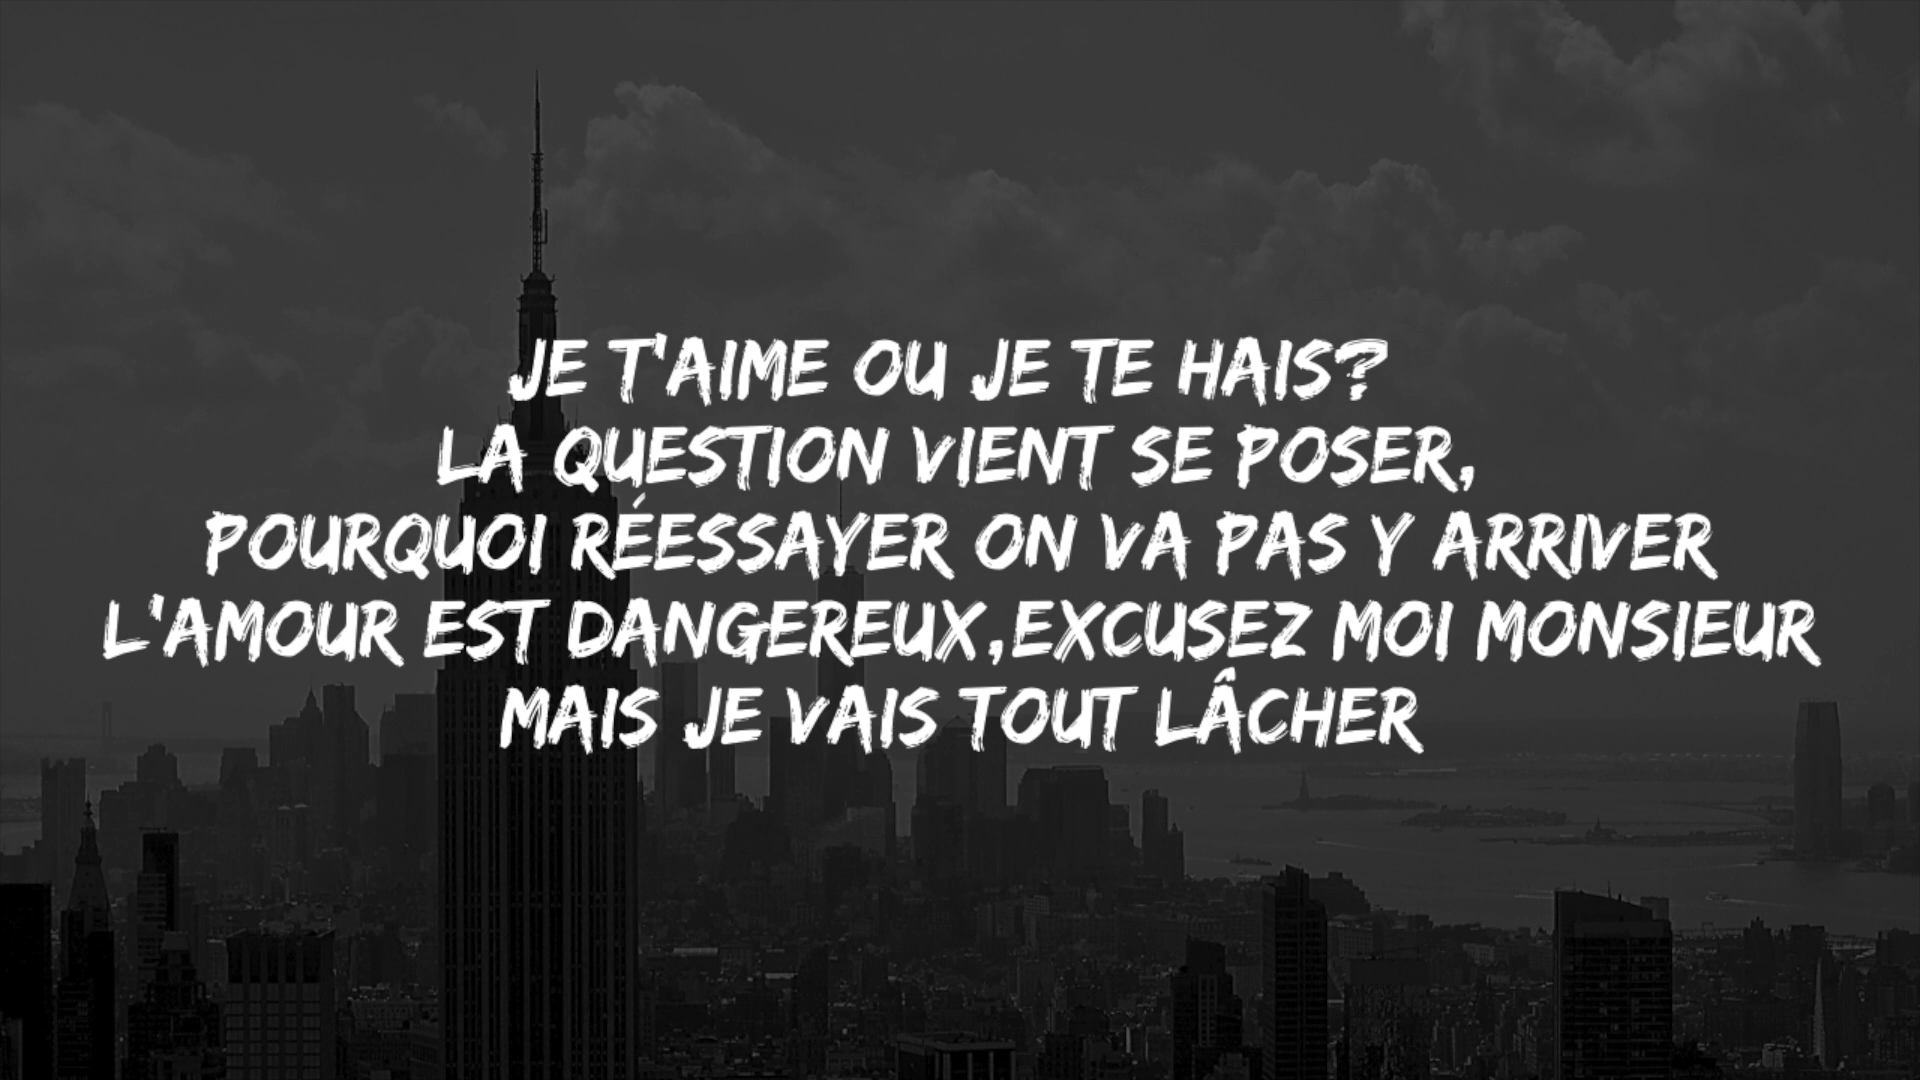 JE T'AIME OU JE TE HAIS?
LA QUESTION VIENT SE POSER,
POURQUOI RÉESSAYER ON VA PAS Y ARRIVER
L'AMOUR EST DANGEREUX,EXCUSEZ MOI MONSIEUR
MAIS JE VAIS TOUT LÂCHER